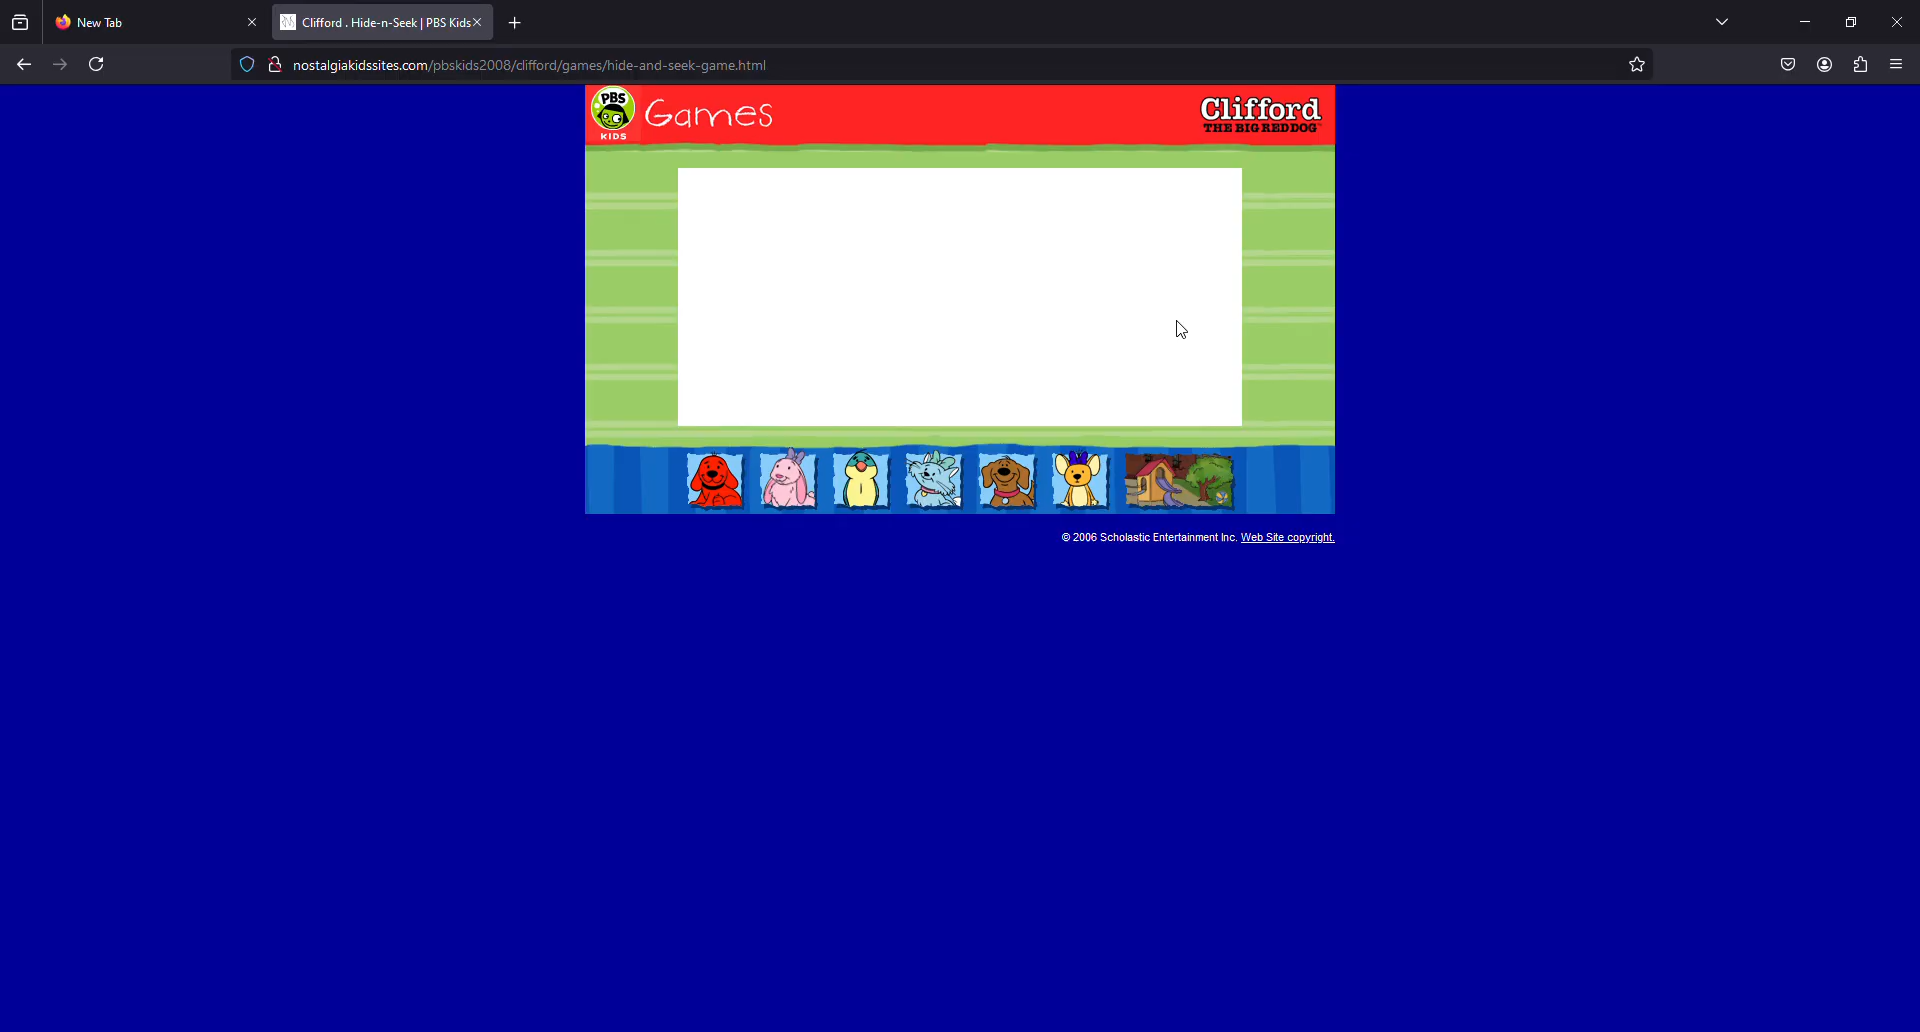 New Tab
Clifford . Hide-n-Seek | PBS Kids
nostalgiakidssites.com/pbskids2008/clifford/games/hide-and-seek-game.html
PBS
KIDS
Games
Clifford
THE BIG RED DOG™
© 2006 Scholastic Entertainment Inc. Web Site copyright.